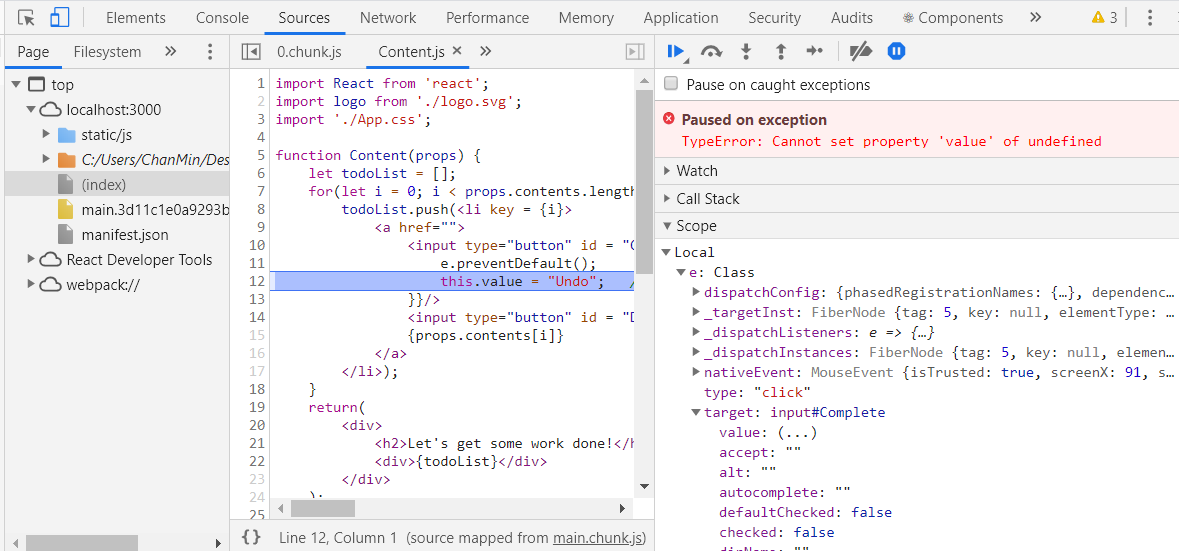 Elements Console Sources Network Performance Memory Application Security Audits Components » 3
Page Filesystem »
top
localhost:3000
static/js
C:/Users/ChanMin/Des
(index)
main.3d11c1e0a9293b
manifest.json
React Developer Tools
webpack://
0.chunk.js Content.js × »
1 import React from 'react';
2 import logo from './logo.svg';
3 import './App.css';
4
5 function Content(props) {
6 let todoList = [];
7 for(let i = 0; i < props.contents.length
8 todoList.push(<li key = {i}>
9 <a href="">
10 <input type="button" id = "C
11 e.preventDefault();
12 this.value = "Undo"; /
13 }}/>
14 <input type="button" id = "D
15 {props.contents[i]}
16 </a>
17 </li>);
18 }
19 return(
20 <div>
21 <h2>Let's get some work done!</h
22 <div>{todoList}</div>
23 </div>
24 );
25
{} Line 12, Column 1 (source mapped from main.chunk.js)
Pause on caught exceptions
Paused on exception
TypeError: Cannot set property 'value' of undefined
Watch
Call Stack
Scope
Local
e: Class
dispatchConfig: {phasedRegistrationNames: {…}, dependenc…
_targetInst: FiberNode {tag: 5, key: null, elementType: …
_dispatchListeners: e => {…}
_dispatchInstances: FiberNode {tag: 5, key: null, elemen…
nativeEvent: MouseEvent {isTrusted: true, screenX: 91, s…
type: "click"
target: input#Complete
value: (...)
accept: ""
alt: ""
autocomplete: ""
defaultChecked: false
checked: false
dirName: ""